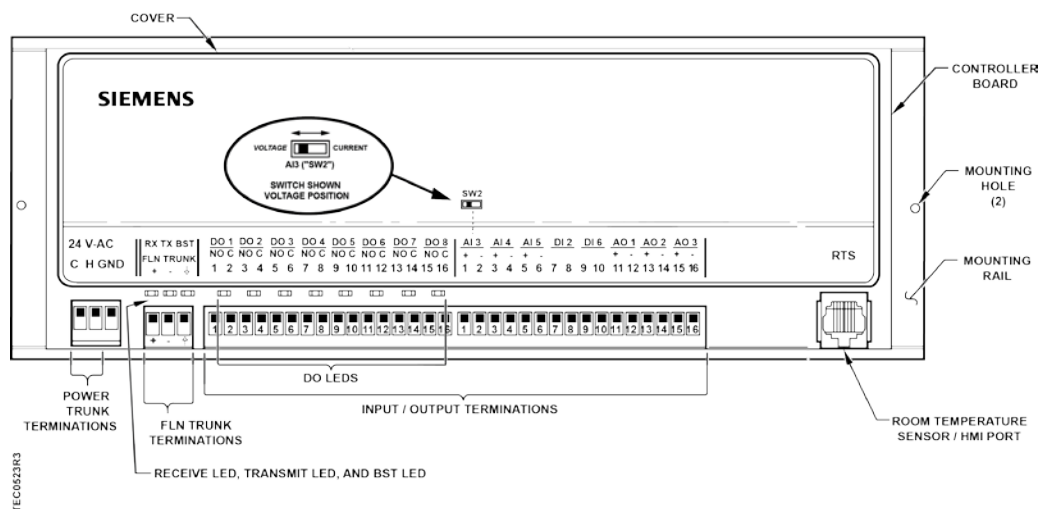 COVER
CONTROLLER
BOARD
SIEMENS
VOLTAGE CURRENT
AI3 ("SW2")
SWITCH SHOWN
VOLTAGE POSITION
SW2
MOUNTING
HOLE
(2)
24 V-AC RX TX BST DO 1 DO 2 DO 3 DO 4 DO 5 DO 6 DO 7 DO 8 AI 3 AI 4 AI 5 DI 2 DI 6 AO 1 AO 2 AO 3
C H GND FLN TRUNK NO C NO C NO C NO C NO C NO C NO C NO C + - + - + - + - + - + - RTS
+ - ⏚ 1 2 3 4 5 6 7 8 9 10 11 12 13 14 15 16 1 2 3 4 5 6 7 8 9 10 11 12 13 14 15 16
MOUNTING
RAIL
1 2 3 4 5 6 7 8 9 10 11 12 13 14 15 16 1 2 3 4 5 6 7 8 9 10 11 12 13 14 15 16
+ - ⏚
DO LEDS
POWER
TRUNK
TERMINATIONS
FLN TRUNK
TERMINATIONS
INPUT / OUTPUT TERMINATIONS
ROOM TEMPERATURE
SENSOR / HMI PORT
RECEIVE LED, TRANSMIT LED, AND BST LED
TEC0523R3